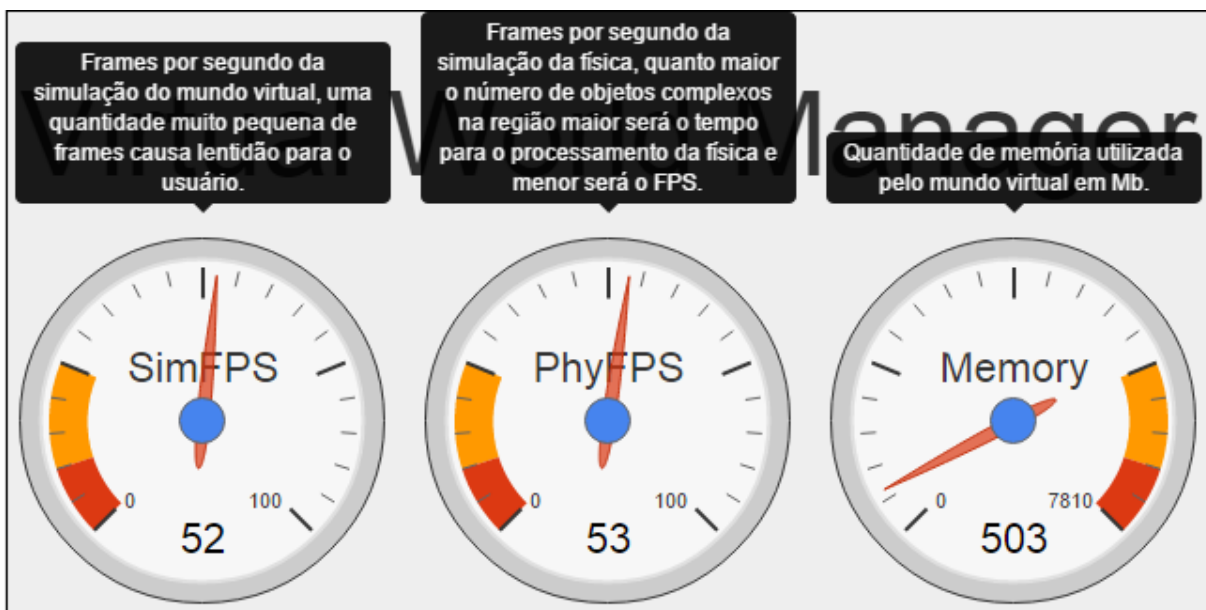 Frames por segundo da
simulação do mundo virtual, uma
quantidade muito pequena de
frames causa lentidão para o
usuário.
Frames por segundo da
simulação da física, quanto maior
o número de objetos complexos
na região maior será o tempo
para o processamento da física e
menor será o FPS.
Quantidade de memória utilizada
pelo mundo virtual em Mb.
Manager
SimFPS
0
100
52
PhyFPS
0
100
53
Memory
0
7810
503